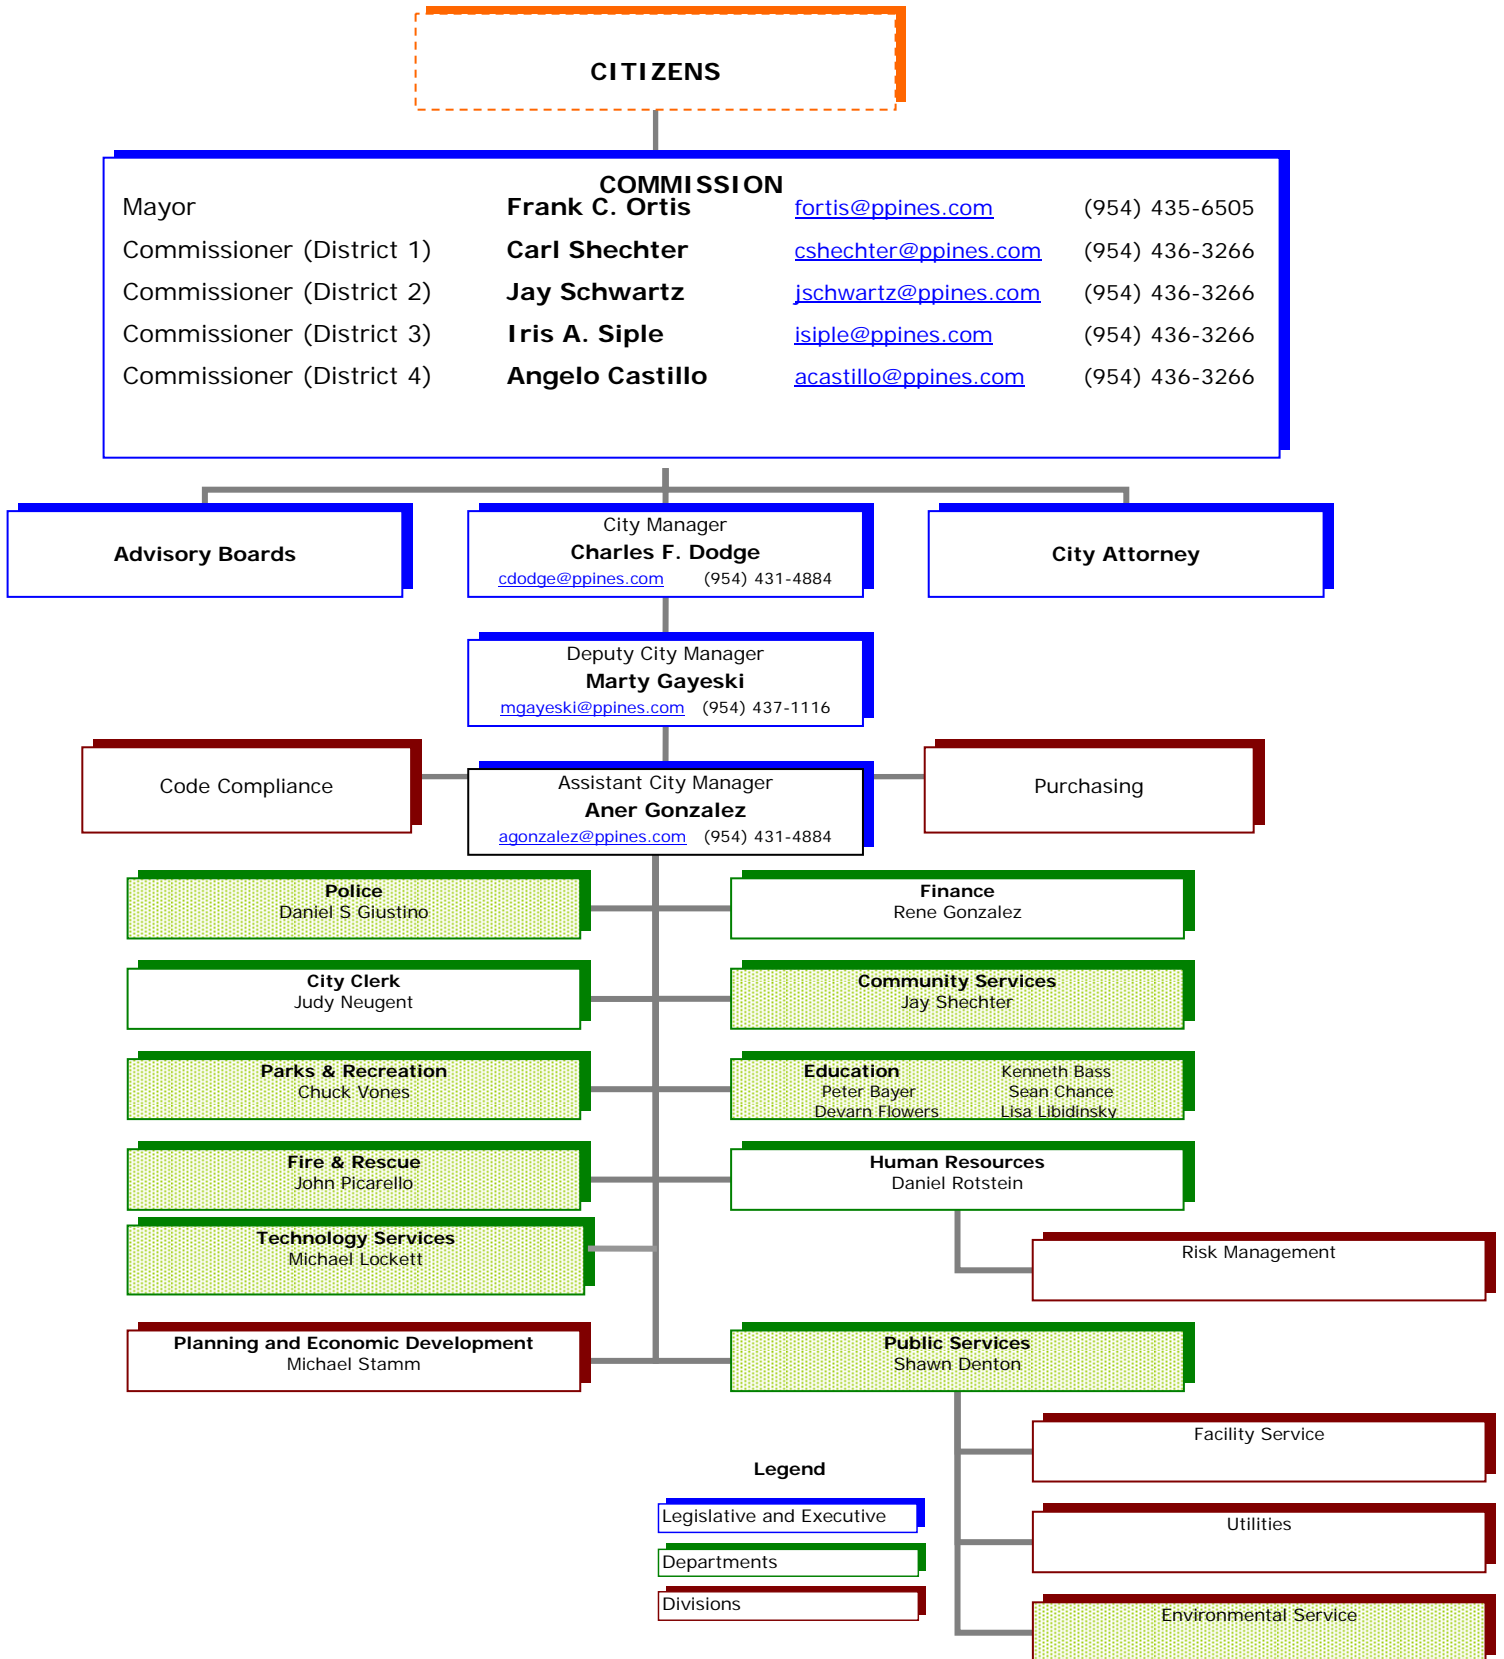 CITIZENS
COMMISSION
Mayor Frank C. Ortis fortis@ppines.com (954) 435-6505
Commissioner (District 1) Carl Shechter cshechter@ppines.com (954) 436-3266
Commissioner (District 2) Jay Schwartz jschwartz@ppines.com (954) 436-3266
Commissioner (District 3) Iris A. Siple isiple@ppines.com (954) 436-3266
Commissioner (District 4) Angelo Castillo acastillo@ppines.com (954) 436-3266
Advisory Boards
City Manager
Charles F. Dodge
cdodge@ppines.com (954) 431-4884
City Attorney
Deputy City Manager
Marty Gayeski
mgayeski@ppines.com (954) 437-1116
Code Compliance
Assistant City Manager
Aner Gonzalez
agonzalez@ppines.com (954) 431-4884
Purchasing
Police
Daniel S Giustino
Finance
Rene Gonzalez
City Clerk
Judy Neugent
Community Services
Jay Shechter
Parks & Recreation
Chuck Vones
Education Kenneth Bass
Peter Bayer Sean Chance
Devarn Flowers Lisa Libidinsky
Fire & Rescue
John Picarello
Human Resources
Daniel Rotstein
Technology Services
Michael Lockett
Risk Management
Planning and Economic Development
Michael Stamm
Public Services
Shawn Denton
Facility Service
Utilities
Environmental Service
Legend
Legislative and Executive
Departments
Divisions